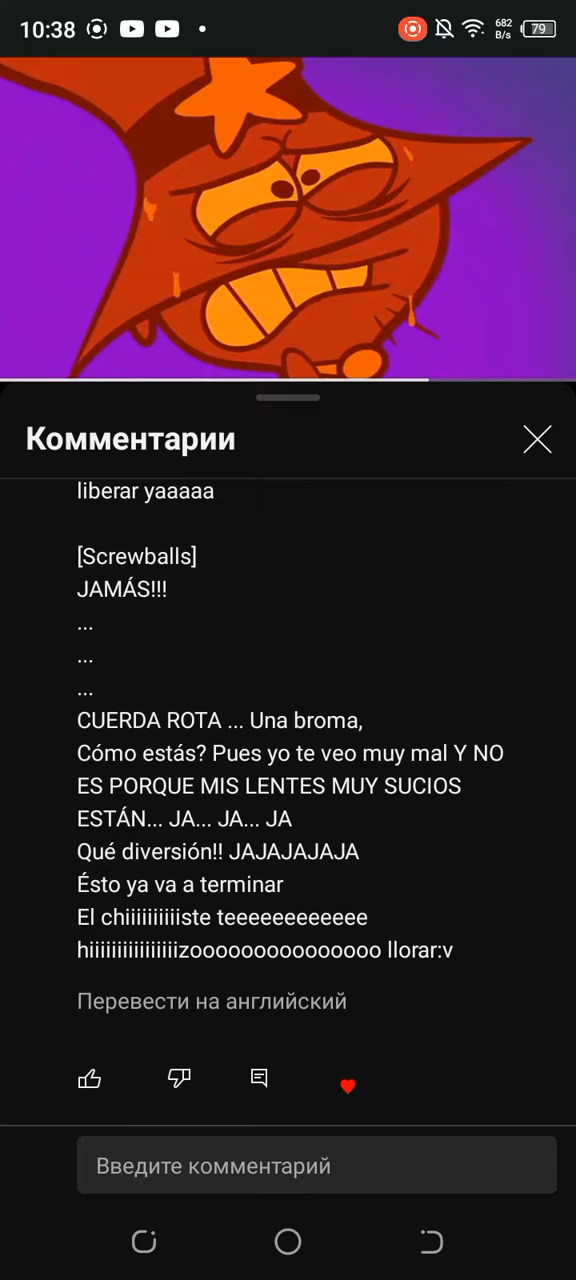 10:38
682
B/s
79
Комментарии
liberar yaaaaa
[Screwballs]
JAMÁS!!!
...
...
...
CUERDA ROTA ... Una broma,
Cómo estás? Pues yo te veo muy mal Y NO
ES PORQUE MIS LENTES MUY SUCIOS
ESTÁN... JA... JA... JA
Qué diversión!! JAJAJAJAJA
Ésto ya va a terminar
El chiiiiiiiiiiste teeeeeeeeeeee
hiiiiiiiiiiiiiiiizooooooooooooooo llorar:v
Перевести на английский
Введите комментарий